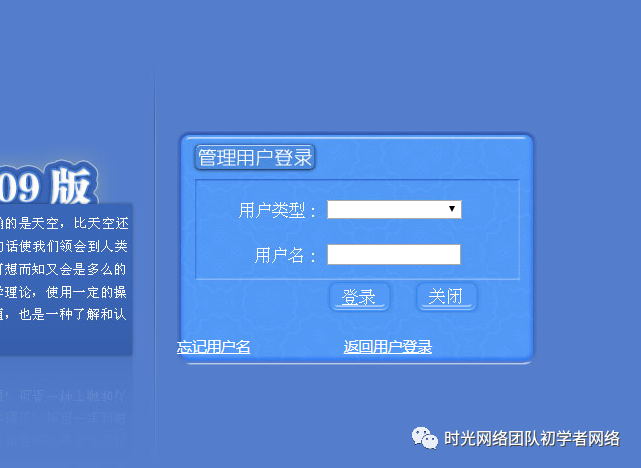 09 版
的是天空，比天空还
的话使我们领会到人类
可想而知又会是多么的
学理论，使用一定的操
，也是一种了解和认
管理用户登录
用户类型：
用户名：
登录 关闭
忘记用户名 返回用户登录
时光网络团队初学者网络